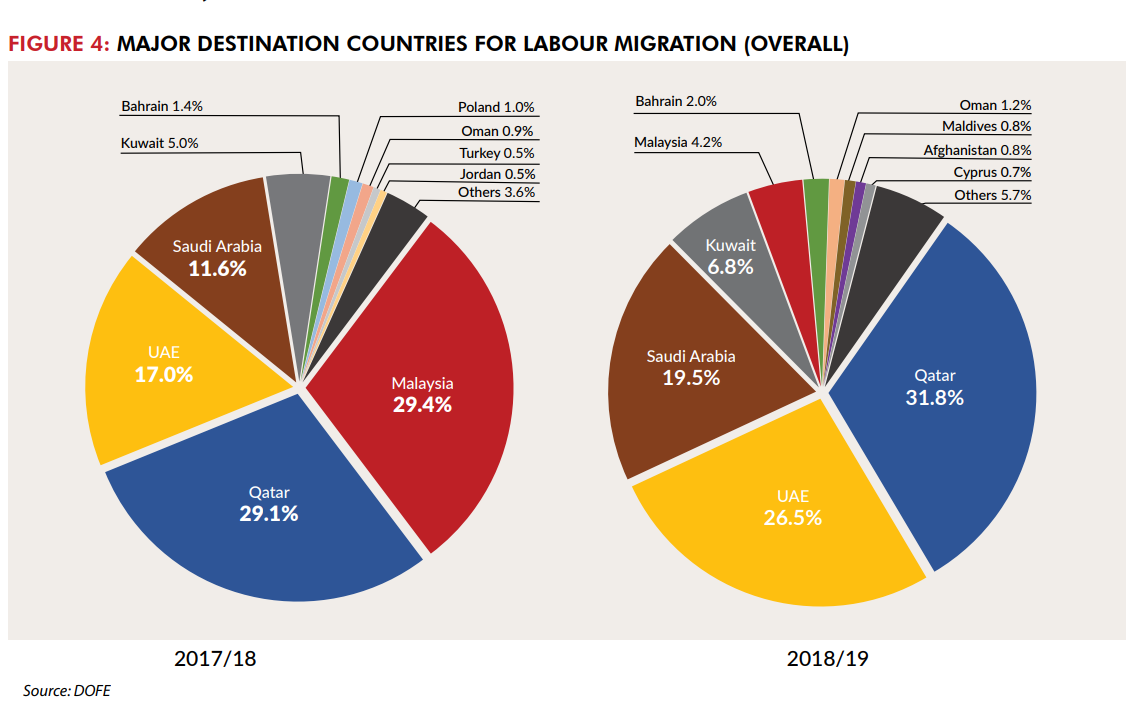 FIGURE 4: MAJOR DESTINATION COUNTRIES FOR LABOUR MIGRATION (OVERALL)
Bahrain 1.4%
Kuwait 5.0%
Poland 1.0%
Oman 0.9%
Turkey 0.5%
Jordan 0.5%
Others 3.6%
Saudi Arabia
11.6%
UAE
17.0%
Malaysia
29.4%
Qatar
29.1%
2017/18
Bahrain 2.0%
Malaysia 4.2%
Oman 1.2%
Maldives 0.8%
Afghanistan 0.8%
Cyprus 0.7%
Others 5.7%
Kuwait
6.8%
Saudi Arabia
19.5%
Qatar
31.8%
UAE
26.5%
2018/19
Source: DOFE